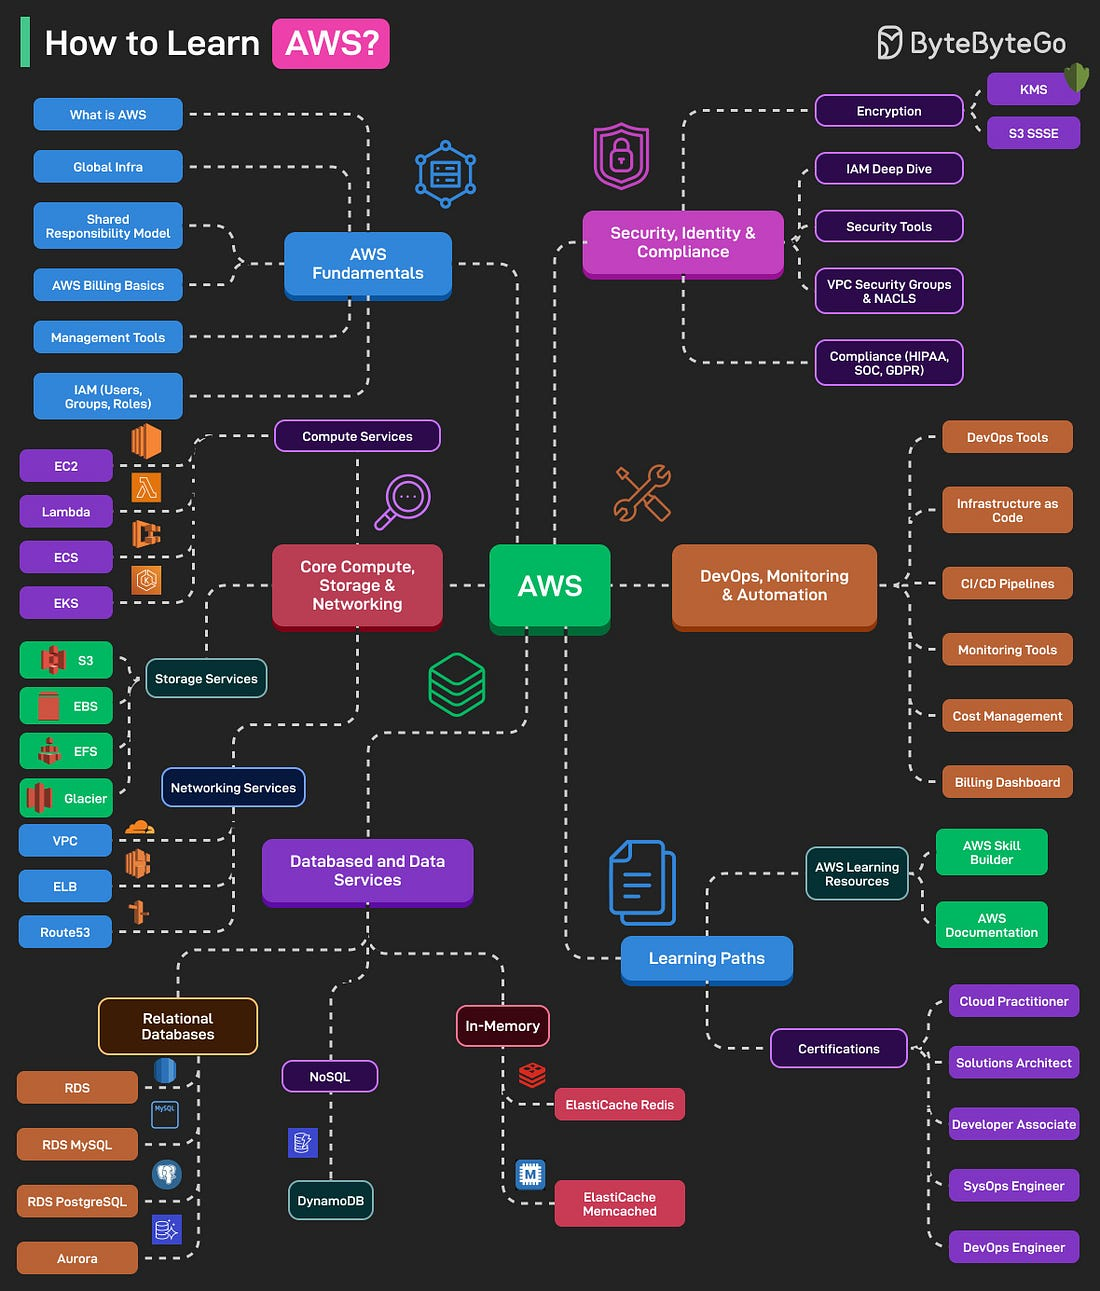 How to Learn AWS?
ByteByteGo
What is AWS
Global Infra
Shared
Responsibility Model
AWS Billing Basics
Management Tools
IAM (Users,
Groups, Roles)
AWS
Fundamentals
Security, Identity &
Compliance
Encryption
KMS
S3 SSSE
IAM Deep Dive
Security Tools
VPC Security Groups
& NACLS
Compliance (HIPAA,
SOC, GDPR)
Compute Services
EC2
Lambda
ECS
EKS
Core Compute,
Storage &
Networking
AWS
DevOps, Monitoring
& Automation
DevOps Tools
Infrastructure as
Code
CI/CD Pipelines
Monitoring Tools
Cost Management
Billing Dashboard
Storage Services
S3
EBS
EFS
Glacier
Networking Services
VPC
ELB
Route53
Databased and Data
Services
Relational
Databases
RDS
MySQL
RDS MySQL
RDS PostgreSQL
Aurora
NoSQL
DynamoDB
In-Memory
ElastiCache Redis
M
ElastiCache
Memcached
Learning Paths
AWS Learning
Resources
AWS Skill
Builder
AWS
Documentation
Certifications
Cloud Practitioner
Solutions Architect
Developer Associate
SysOps Engineer
DevOps Engineer